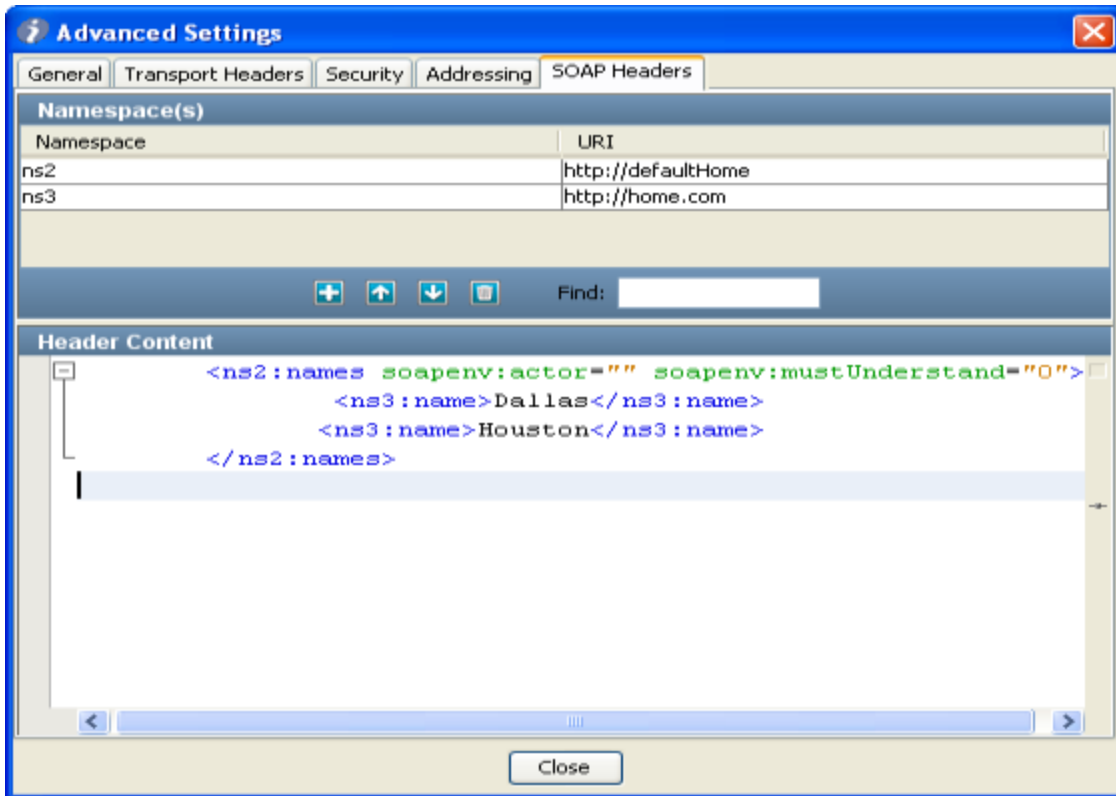 Advanced Settings
General Transport Headers Security Addressing SOAP Headers
Namespace(s)
Namespace URI
ns2 http://defaultHome
ns3 http://home.com
Find:
Header Content
<ns2:names soapenv:actor="" soapenv:mustUnderstand="0">
<ns3:name>Dallas</ns3:name>
<ns3:name>Houston</ns3:name>
</ns2:names>
Close